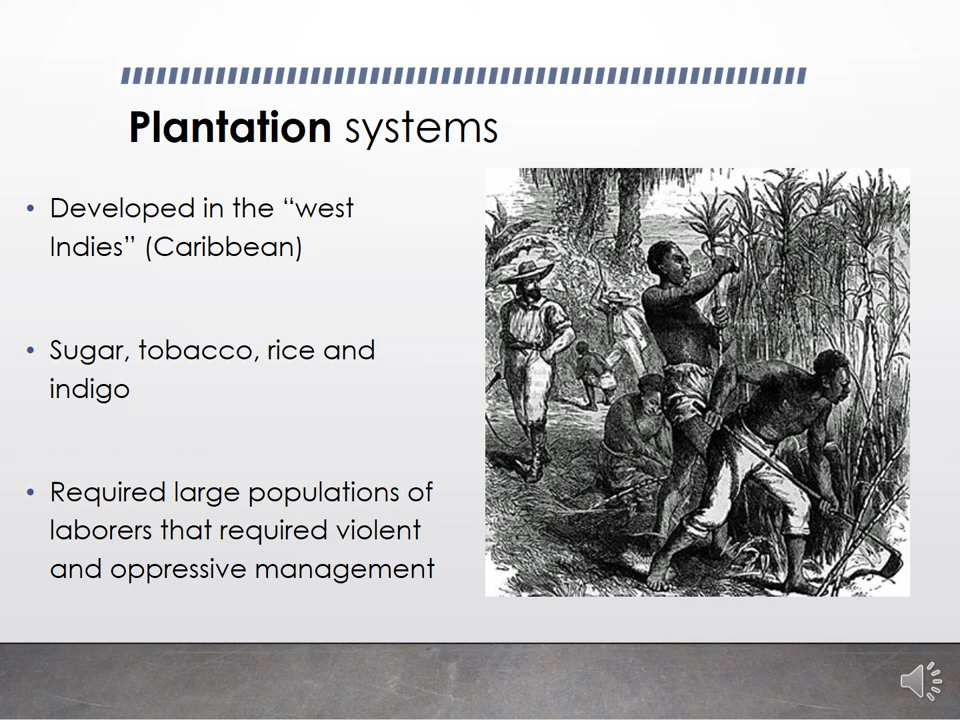 Plantation systems
• Developed in the “west
Indies” (Caribbean)
• Sugar, tobacco, rice and
indigo
• Required large populations of
laborers that required violent
and oppressive management